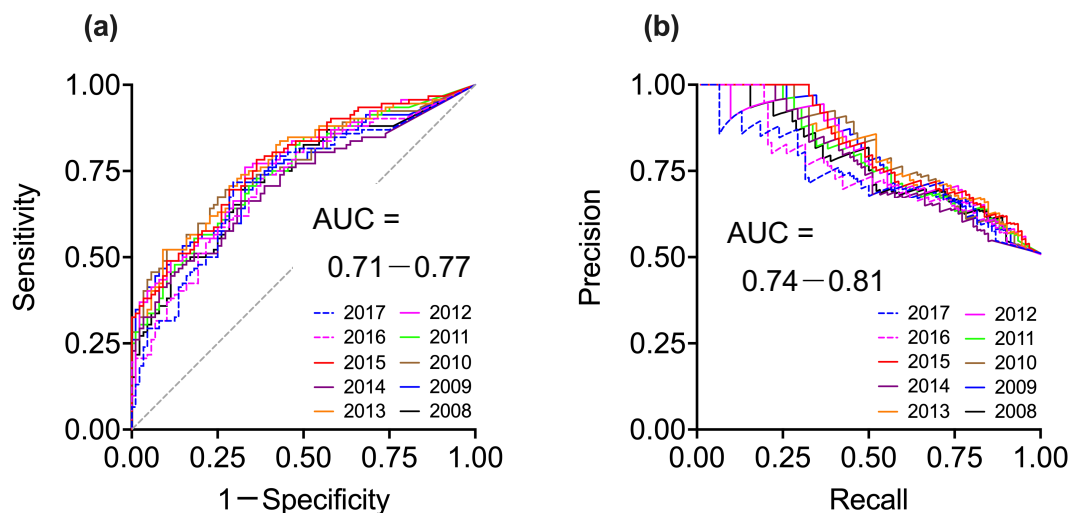 (a)
1.00
0.75
0.50
0.25
0.00
Sensitivity
0.00 0.25 0.50 0.75 1.00
1−Specificity
AUC =
0.71−0.77
2017 2012
2016 2011
2015 2010
2014 2009
2013 2008
(b)
1.00
0.75
0.50
0.25
0.00
Precision
0.00 0.25 0.50 0.75 1.00
Recall
AUC =
0.74−0.81
2017 2012
2016 2011
2015 2010
2014 2009
2013 2008